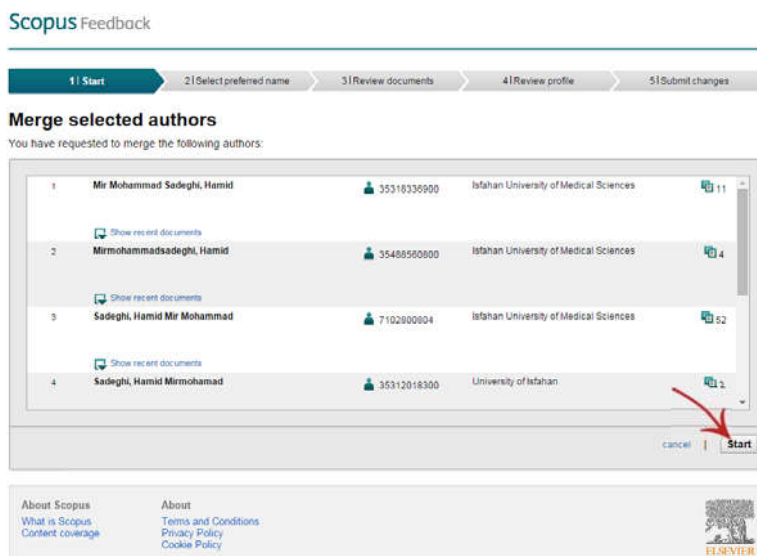 Scopus Feedback
1 | Start
2 | Select preferred name
3 | Review documents
4 | Review profile
5 | Submit changes
Merge selected authors
You have requested to merge the following authors:
1 Mir Mohammad Sadeghi, Hamid 35318336900 Isfahan University of Medical Sciences 11
Show recent documents
2 Mirmohammadsadeghi, Hamid 35488560800 Isfahan University of Medical Sciences 4
Show recent documents
3 Sadeghi, Hamid Mir Mohammad 7102800804 Isfahan University of Medical Sciences 52
Show recent documents
4 Sadeghi, Hamid Mirmohamad 35312018300 University of Isfahan 2
cancel | Start
About Scopus
What is Scopus
Content coverage
About
Terms and Conditions
Privacy Policy
Cookie Policy
ELSEVIER